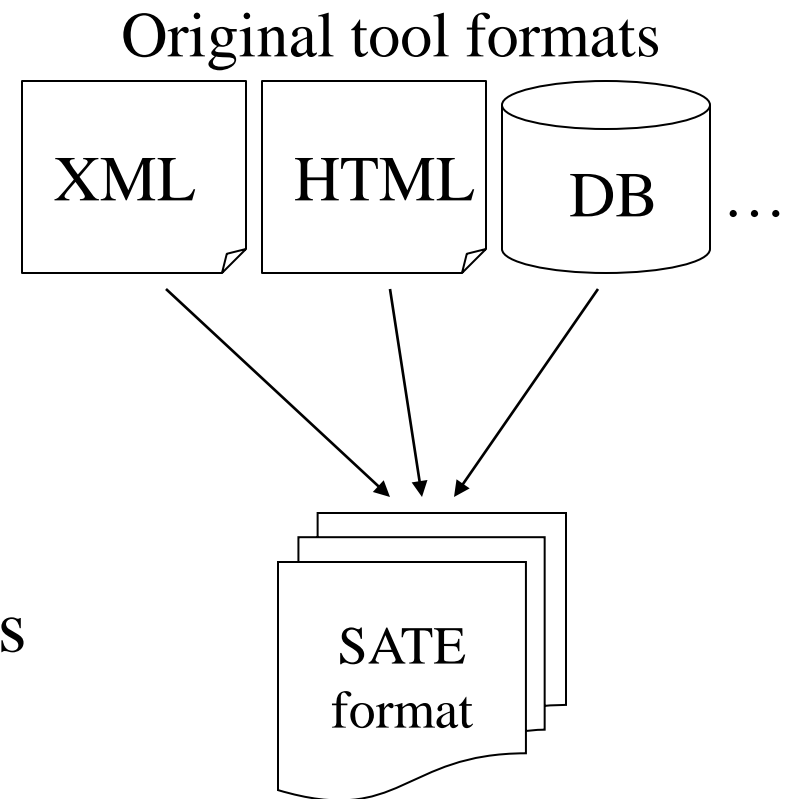 Original tool formats
XML
HTML
DB
...
s
SATE
format